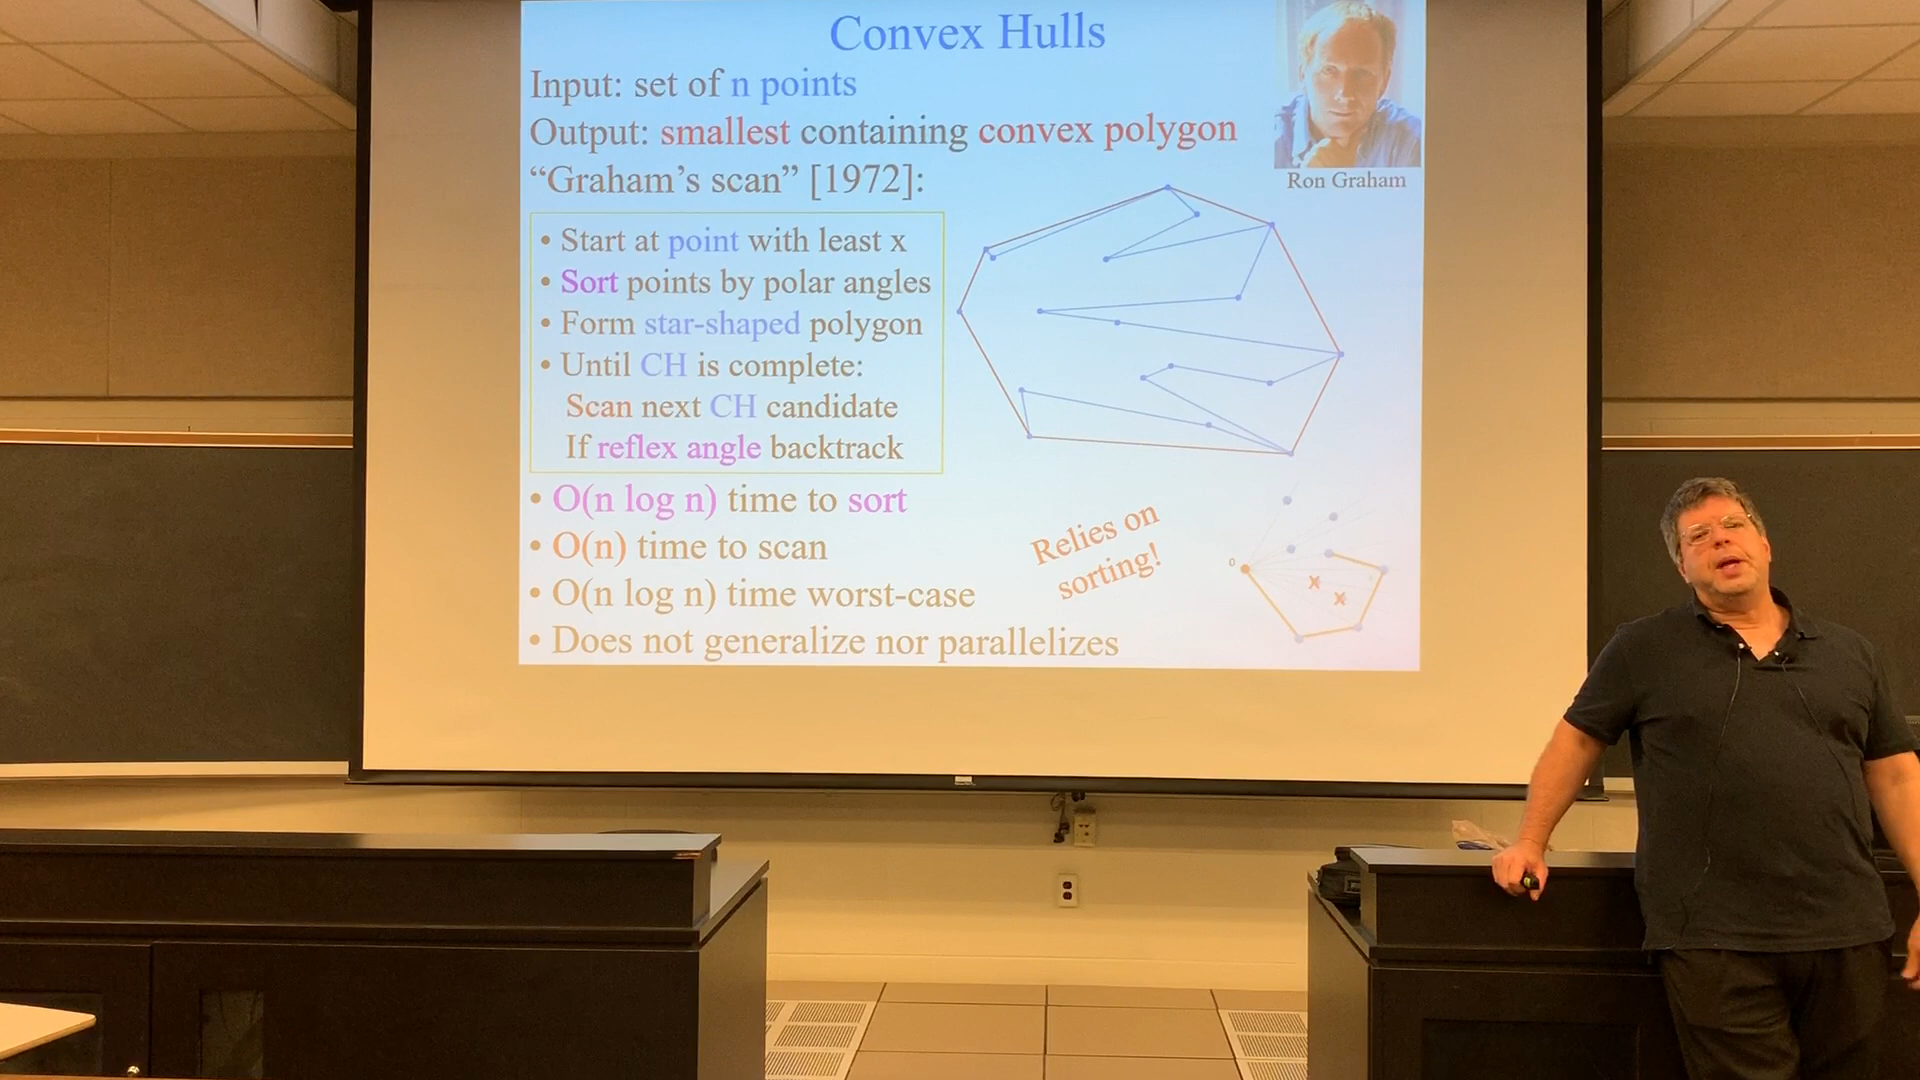 Convex Hulls
Input: set of n points
Output: smallest containing convex polygon
“Graham’s scan” [1972]:
Ron Graham
• Start at point with least x
• Sort points by polar angles
• Form star-shaped polygon
• Until CH is complete:
Scan next CH candidate
If reflex angle backtrack
• O(n log n) time to sort
• O(n) time to scan
• O(n log n) time worst-case
• Does not generalize nor parallelizes
Relies on
sorting!
o
x
x